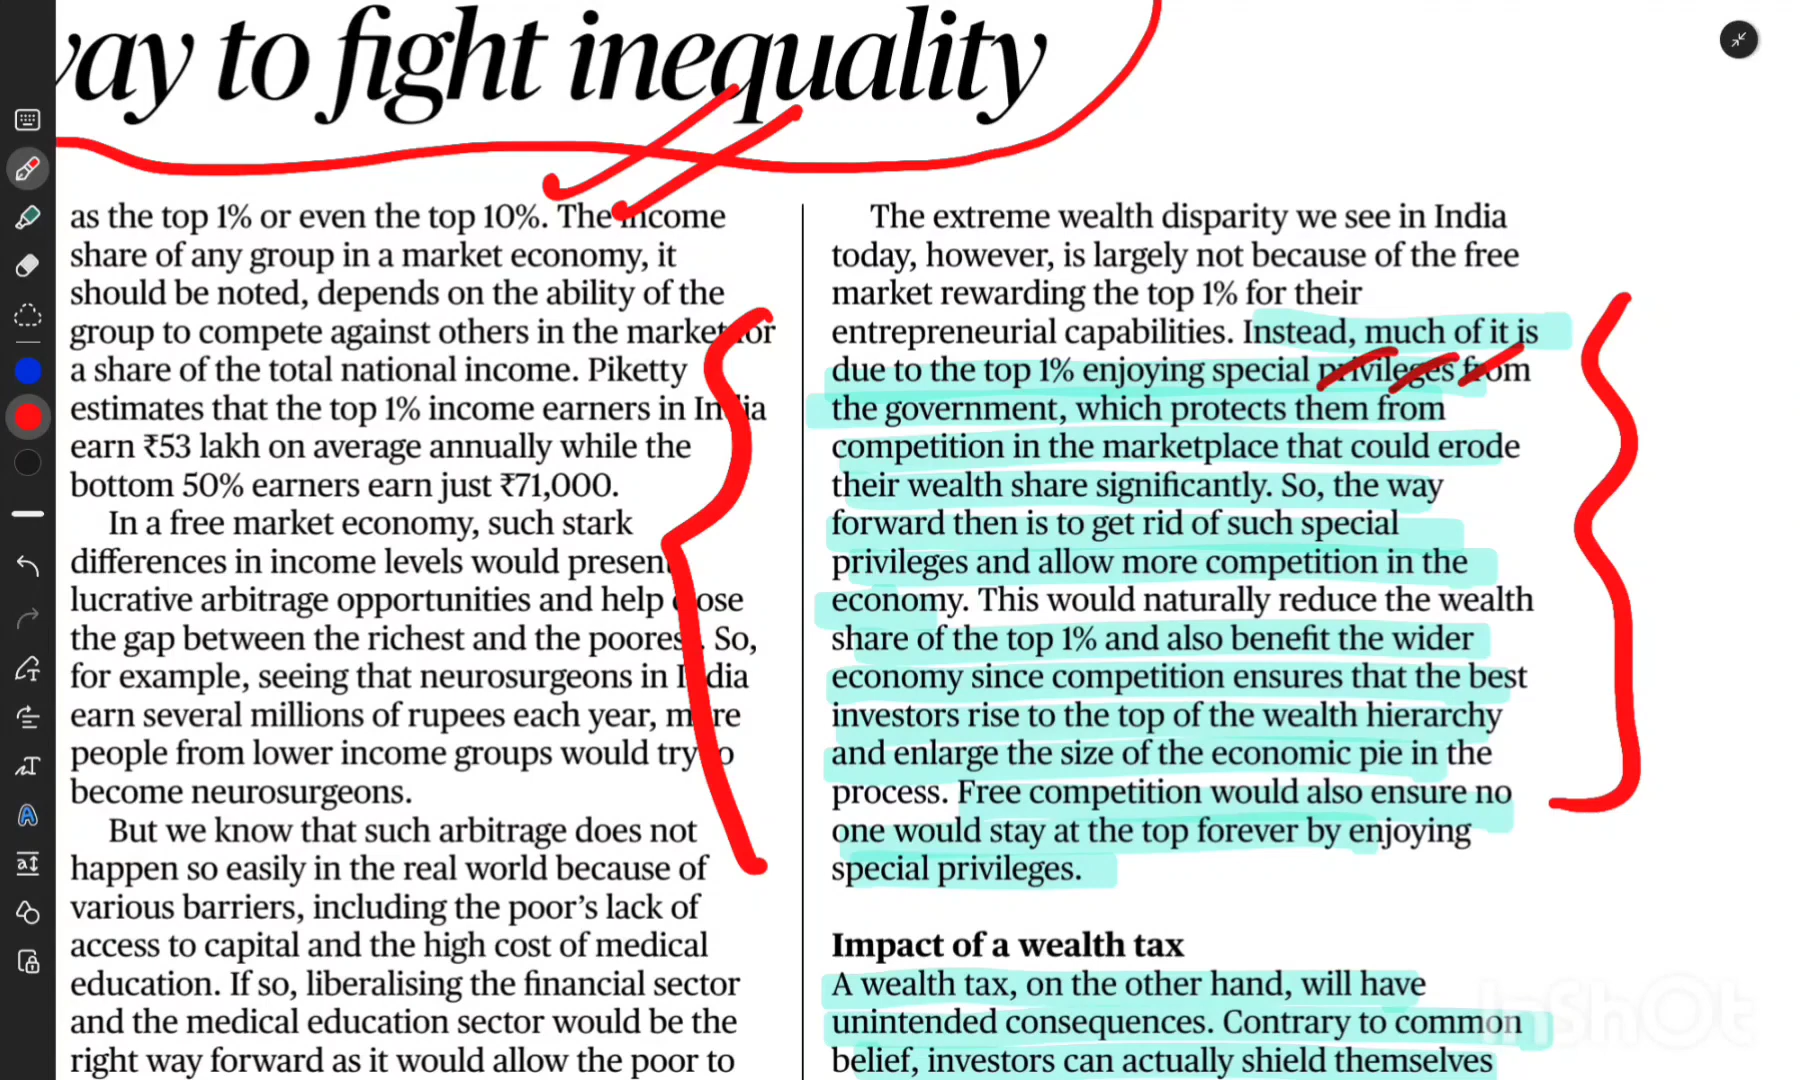 way to fight inequality
as the top 1% or even the top 10%. The income
share of any group in a market economy, it
should be noted, depends on the ability of the
group to compete against others in the market for
a share of the total national income. Piketty
estimates that the top 1% income earners in India
earn ₹53 lakh on average annually while the
bottom 50% earners earn just ₹71,000.
In a free market economy, such stark
differences in income levels would present
lucrative arbitrage opportunities and help close
the gap between the richest and the poorest. So,
for example, seeing that neurosurgeons in India
earn several millions of rupees each year, more
people from lower income groups would try to
become neurosurgeons.
But we know that such arbitrage does not
happen so easily in the real world because of
various barriers, including the poor's lack of
access to capital and the high cost of medical
education. If so, liberalising the financial sector
and the medical education sector would be the
right way forward as it would allow the poor to
The extreme wealth disparity we see in India
today, however, is largely not because of the free
market rewarding the top 1% for their
entrepreneurial capabilities. Instead, much of it is
due to the top 1% enjoying special privileges from
the government, which protects them from
competition in the marketplace that could erode
their wealth share significantly. So, the way
forward then is to get rid of such special
privileges and allow more competition in the
economy. This would naturally reduce the wealth
share of the top 1% and also benefit the wider
economy since competition ensures that the best
investors rise to the top of the wealth hierarchy
and enlarge the size of the economic pie in the
process. Free competition would also ensure no
one would stay at the top forever by enjoying
special privileges.
Impact of a wealth tax
A wealth tax, on the other hand, will have
unintended consequences. Contrary to common
belief, investors can actually shield themselves
InShOt